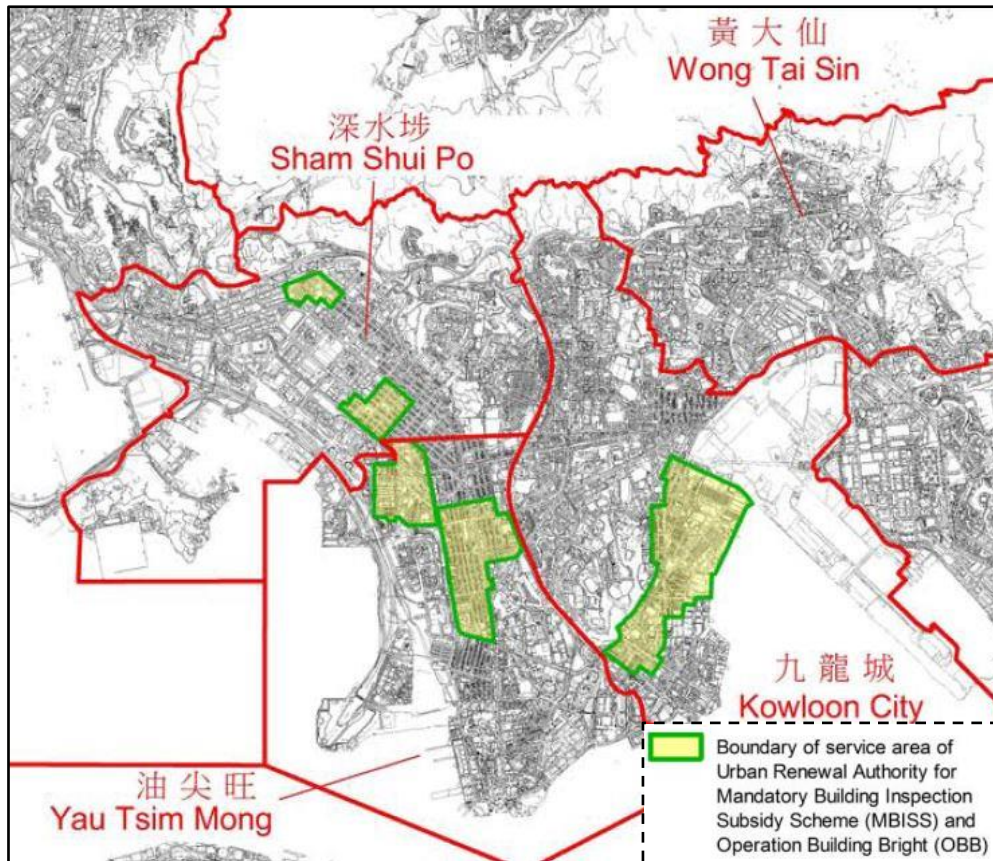 黃大仙
Wong Tai Sin
深水埗
Sham Shui Po
九龍城
Kowloon City
油尖旺
Yau Tsim Mong
Boundary of service area of
Urban Renewal Authority for
Mandatory Building Inspection
Subsidy Scheme (MBISS) and
Operation Building Bright (OBB)